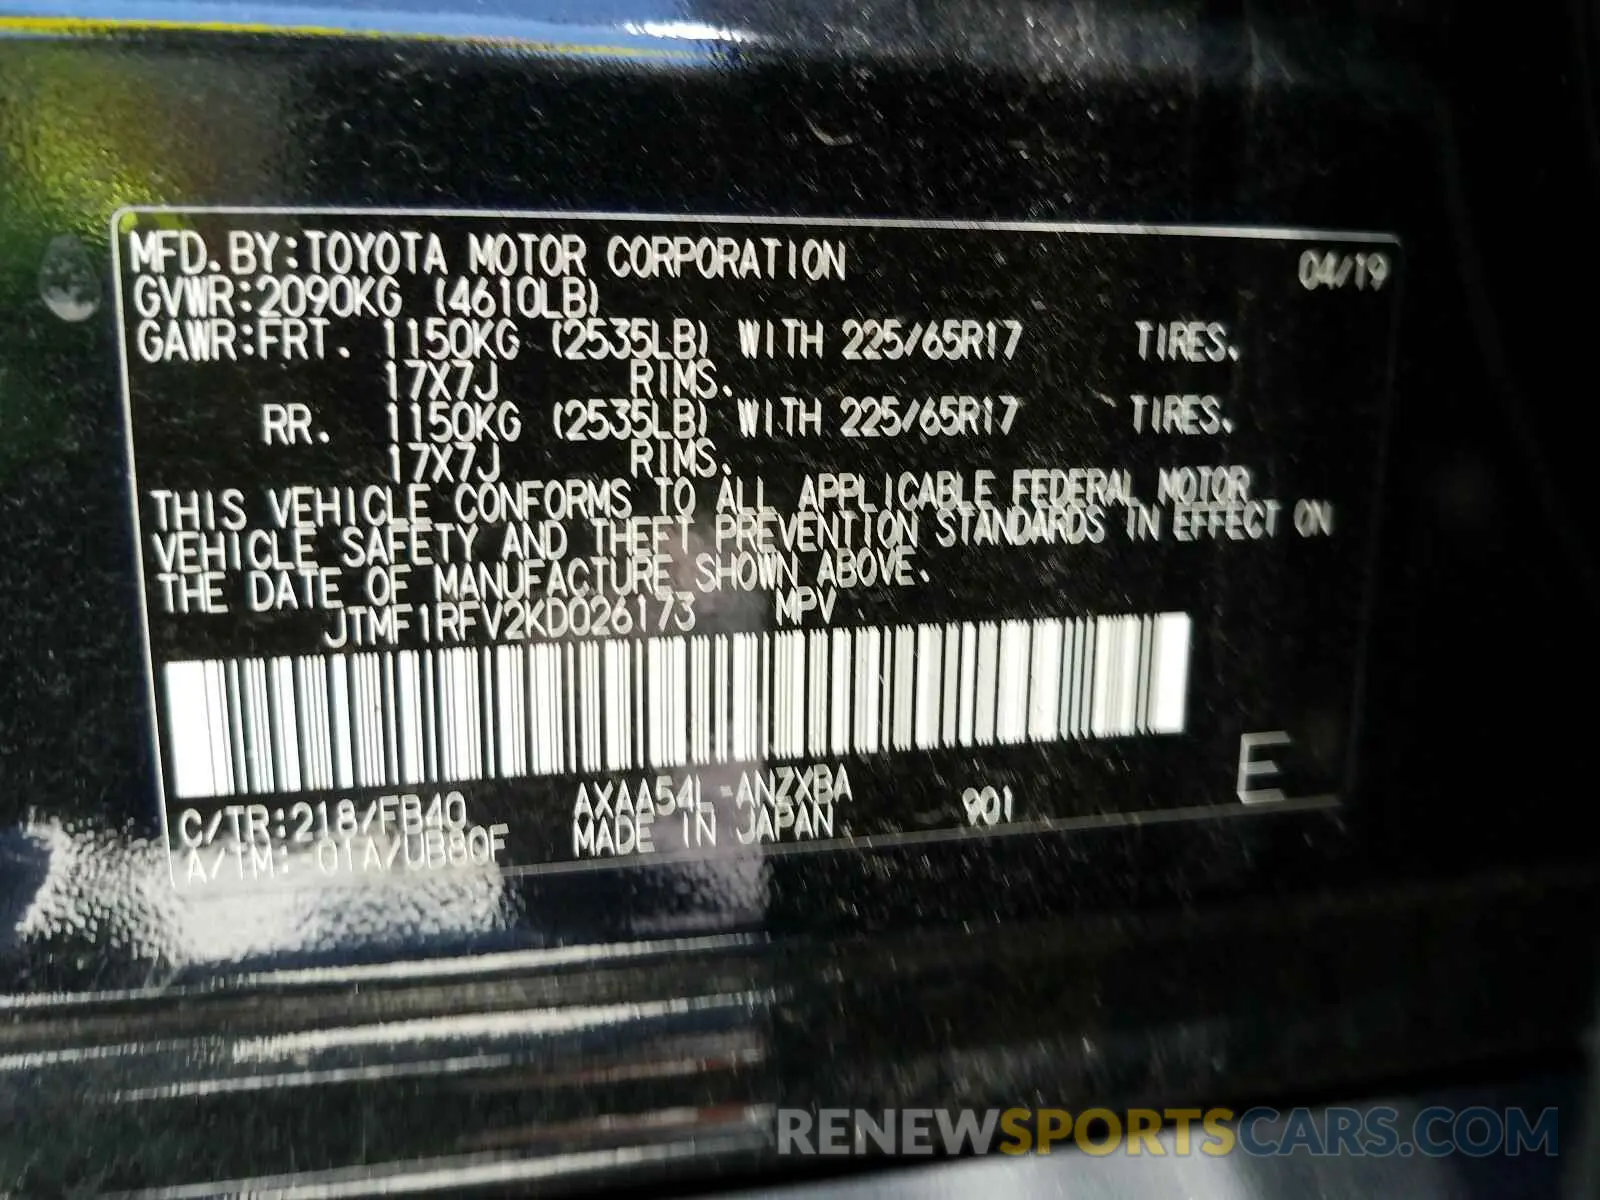 MFD.BY:TOYOTA MOTOR CORPORATION 04/19
GVWR:2090KG (4610LB)
GAWR:FRT. 1150KG (2535LB) WITH 225/65R17 TIRES.
17X7J RIMS.
RR. 1150KG (2535LB) WITH 225/65R17 TIRES.
17X7J RIMS.
THIS VEHICLE CONFORMS TO ALL APPLICABLE FEDERAL MOTOR
VEHICLE SAFETY AND THEFT PREVENTION STANDARDS IN EFFECT ON
THE DATE OF MANUFACTURE SHOWN ABOVE.
JTMF1RFV2KD026173 MPV
C/TR:218/FB40 AXAA54L-ANZXBA 901 E
A/TM: 01A/UB80F MADE IN JAPAN
RENEWSPORTSCARS.COM